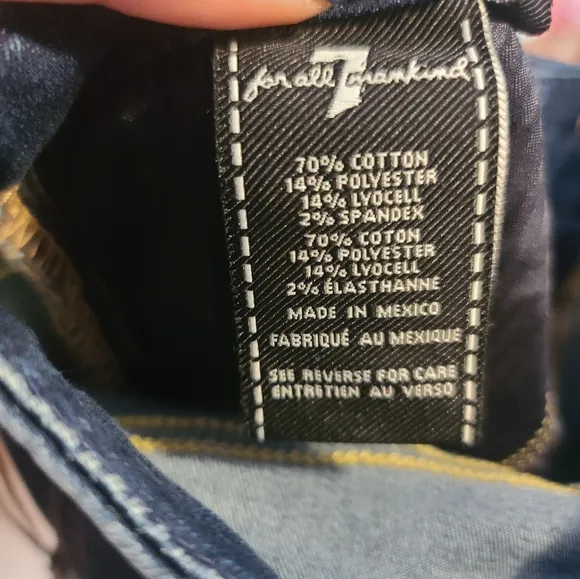 7
for all mankind
70% COTTON
14% POLYESTER
14% LYOCELL
2% SPANDEX
70% COTON
14% POLYESTER
14% LYOCELL
2% ÉLASTHANNE
MADE IN MEXICO
FABRIQUÉ AU MEXIQUE
SEE REVERSE FOR CARE
ENTRETIEN AU VERSO